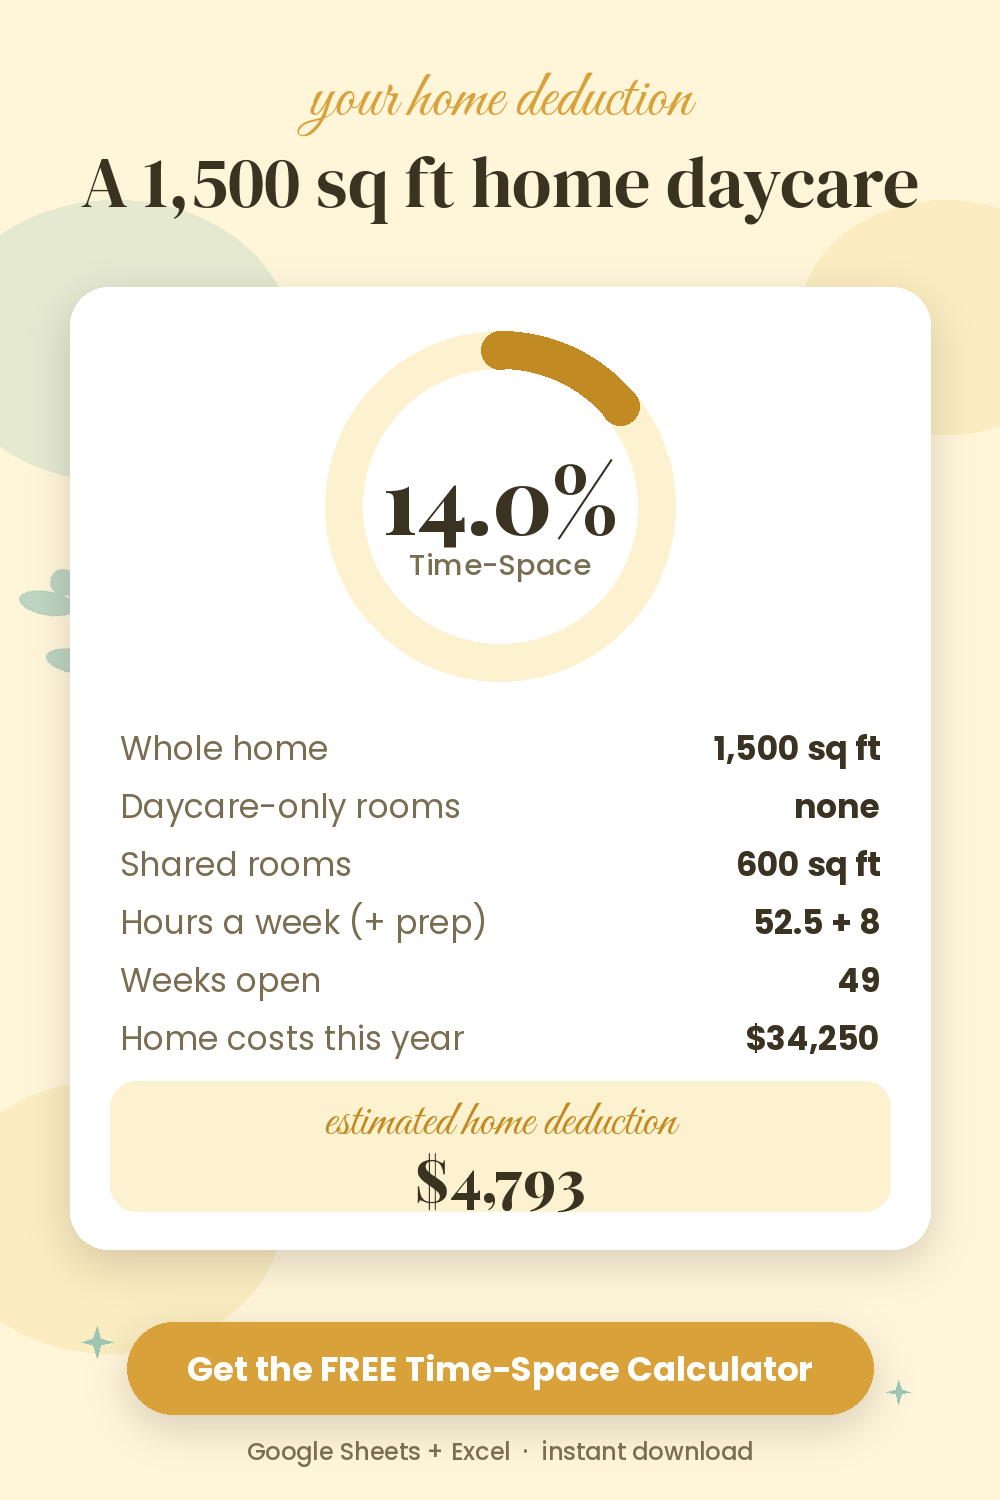 your home deduction
A 1,500 sq ft home daycare
14.0%
Time-Space
Whole home 1,500 sq ft
Daycare-only rooms none
Shared rooms 600 sq ft
Hours a week (+ prep) 52.5 + 8
Weeks open 49
Home costs this year $34,250
estimated home deduction
$4,793
Get the FREE Time-Space Calculator
Google Sheets + Excel · instant download